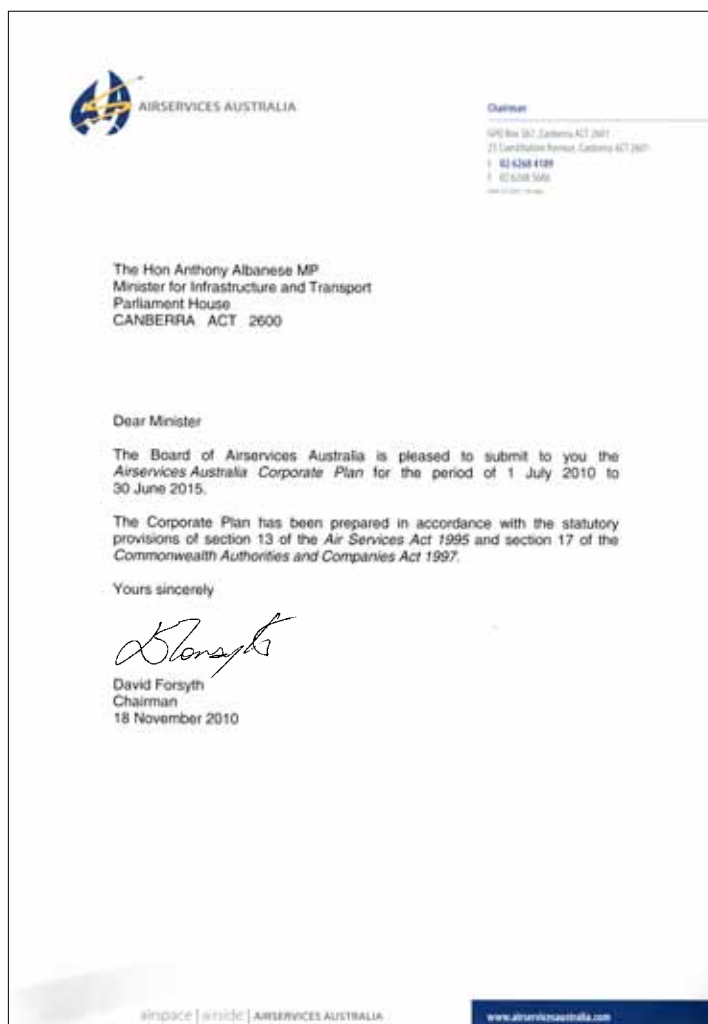 AIRSERVICES AUSTRALIA
Chairman
GPO Box 367, Canberra ACT 2601
25 Constitution Avenue, Canberra ACT 2601
02 6268 4189
The Hon Anthony Albanese MP
Minister for Infrastructure and Transport
Parliament House
CANBERRA ACT 2600
Dear Minister
The Board of Airservices Australia is pleased to submit to you the
Airservices Australia Corporate Plan for the period of 1 July 2010 to
30 June 2015.
The Corporate Plan has been prepared in accordance with the statutory
provisions of section 13 of the Air Services Act 1995 and section 17 of the
Commonwealth Authorities and Companies Act 1997.
Yours sincerely
David Forsyth
Chairman
18 November 2010
airspace | airside | AIRSERVICES AUSTRALIA
www.airservicesaustralia.com